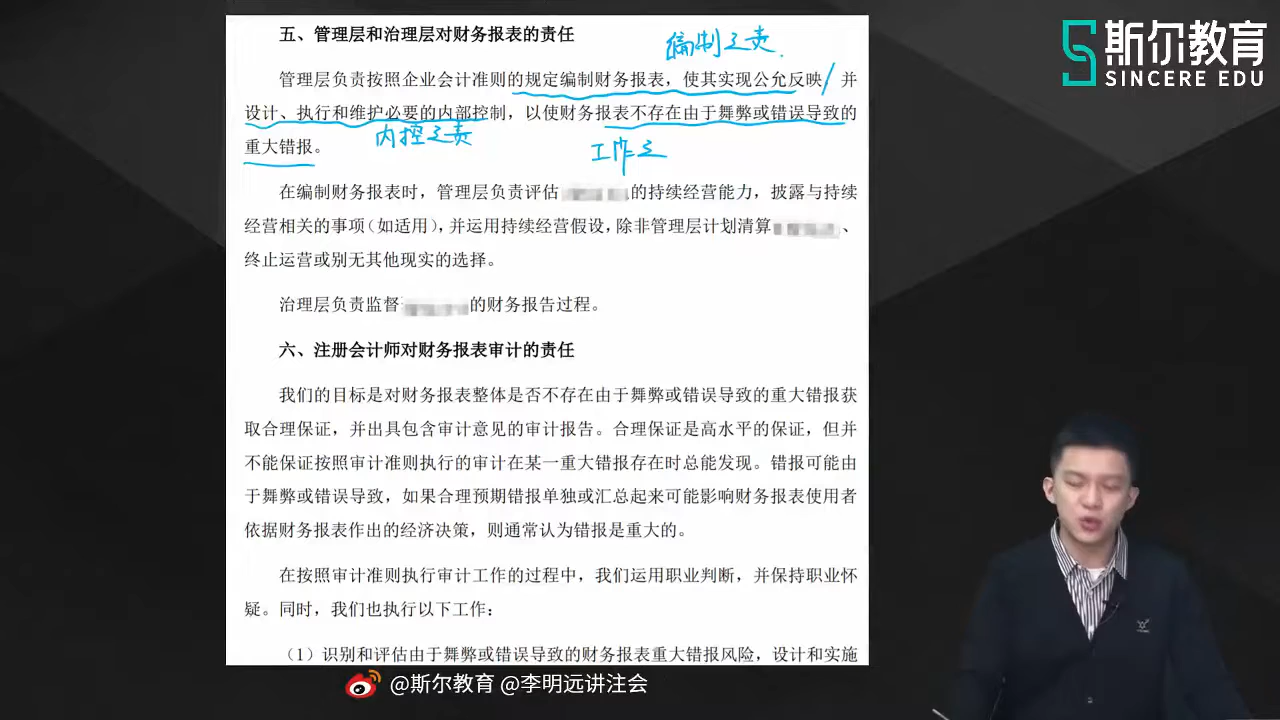 五、管理层和治理层对财务报表的责任
编制之责
管理层负责按照企业会计准则的规定编制财务报表，使其实现公允反映/并
设计、执行和维护必要的内部控制，以使财务报表不存在由于舞弊或错误导致的
内控之责
工作之
重大错报。
在编制财务报表时，管理层负责评估 的持续经营能力，披露与持续
经营相关的事项（如适用），并运用持续经营假设，除非管理层计划清算 、
终止运营或别无其他现实的选择。
治理层负责监督 的财务报告过程。
六、注册会计师对财务报表审计的责任
我们的目标是对财务报表整体是否不存在由于舞弊或错误导致的重大错报获
取合理保证，并出具包含审计意见的审计报告。合理保证是高水平的保证，但并
不能保证按照审计准则执行的审计在某一重大错报存在时总能发现。错报可能由
于舞弊或错误导致，如果合理预期错报单独或汇总起来可能影响财务报表使用者
依据财务报表作出的经济决策，则通常认为错报是重大的。
在按照审计准则执行审计工作的过程中，我们运用职业判断，并保持职业怀
疑。同时，我们也执行以下工作：
（1）识别和评估由于舞弊或错误导致的财务报表重大错报风险，设计和实施
@斯尔教育 @李明远讲注会
斯尔教育
SINCERE EDU